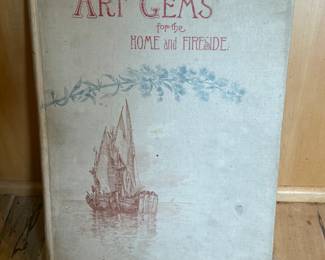 ART GEMS
for the
HOME and FIRESIDE.